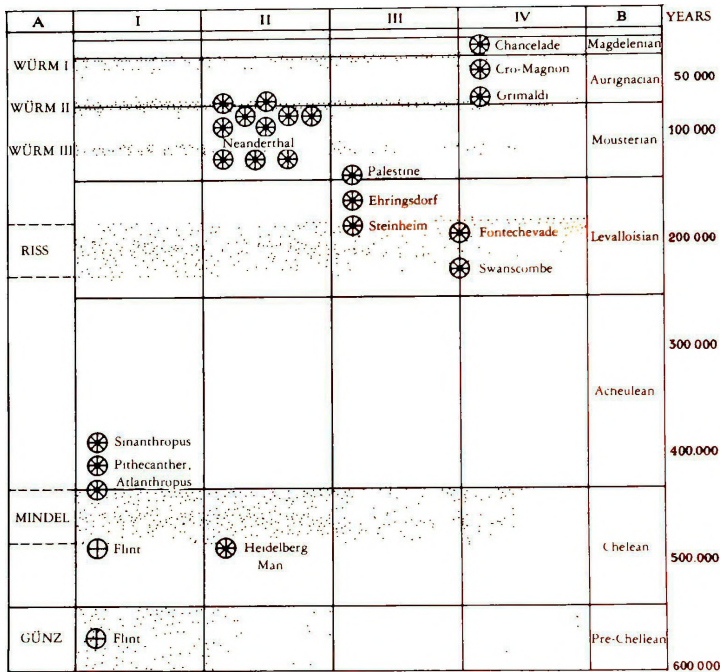 A I II III IV B YEARS
Chancelade Magdelenian
WÜRM I Cro-Magnon Aurignacian 50 000
Grimaldi
WÜRM II
Neanderthal Mousterian 100 000
WÜRM III
Palestine
Ehringsdorf
Steinheim Fontechevade Levalloisian 200 000
RISS
Swanscombe
300 000
Acheulean
Sinanthropus
Pithecanther, 400.000
Atlanthropus
MINDEL
Flint Heidelberg Chelean
Man 500.000
GÜNZ Flint Pre-Chellean
600 000